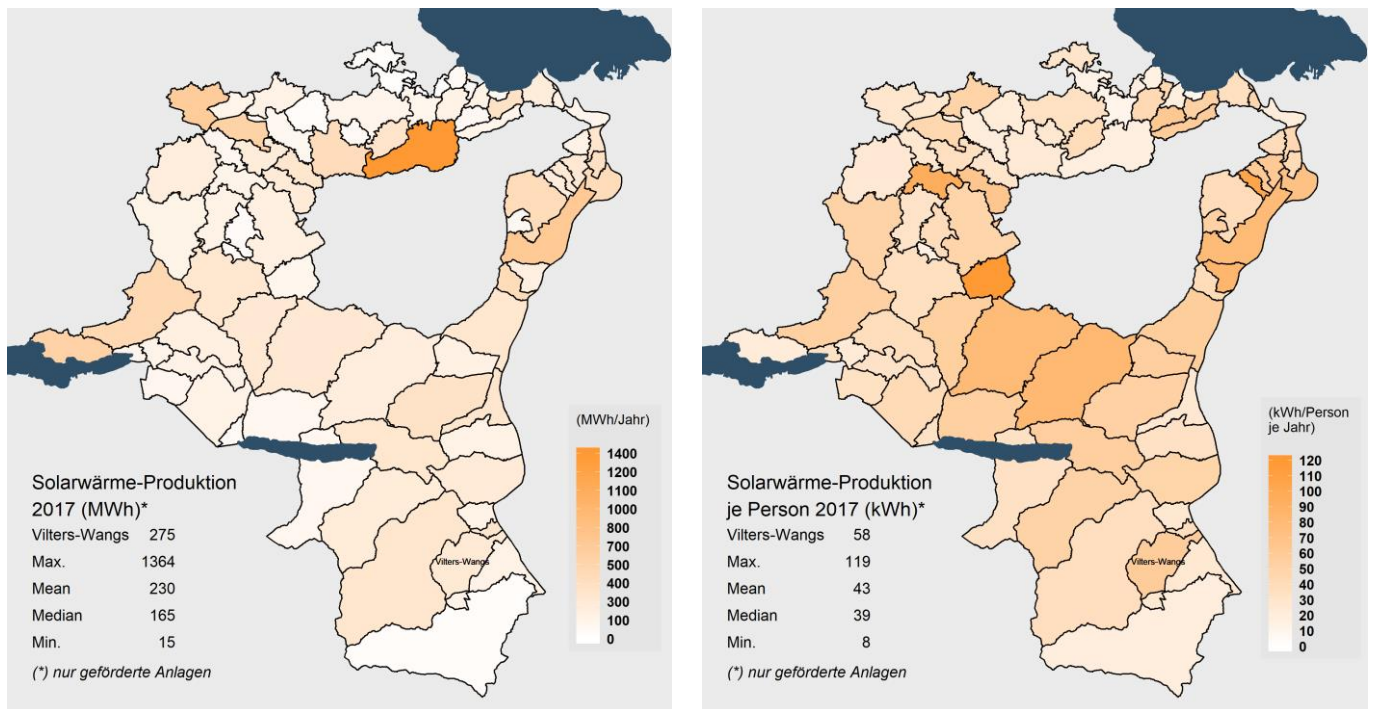 Vilters-Wangs
(MWh/Jahr)
1400
1200
1100
1000
800
700
500
400
300
100
0
Solarwärme-Produktion
2017 (MWh)*
Vilters-Wangs 275
Max. 1364
Mean 230
Median 165
Min. 15
(*) nur geförderte Anlagen
Vilters-Wangs
(kWh/Person
je Jahr)
120
110
100
90
80
70
60
50
40
30
20
10
0
Solarwärme-Produktion
je Person 2017 (kWh)*
Vilters-Wangs 58
Max. 119
Mean 43
Median 39
Min. 8
(*) nur geförderte Anlagen